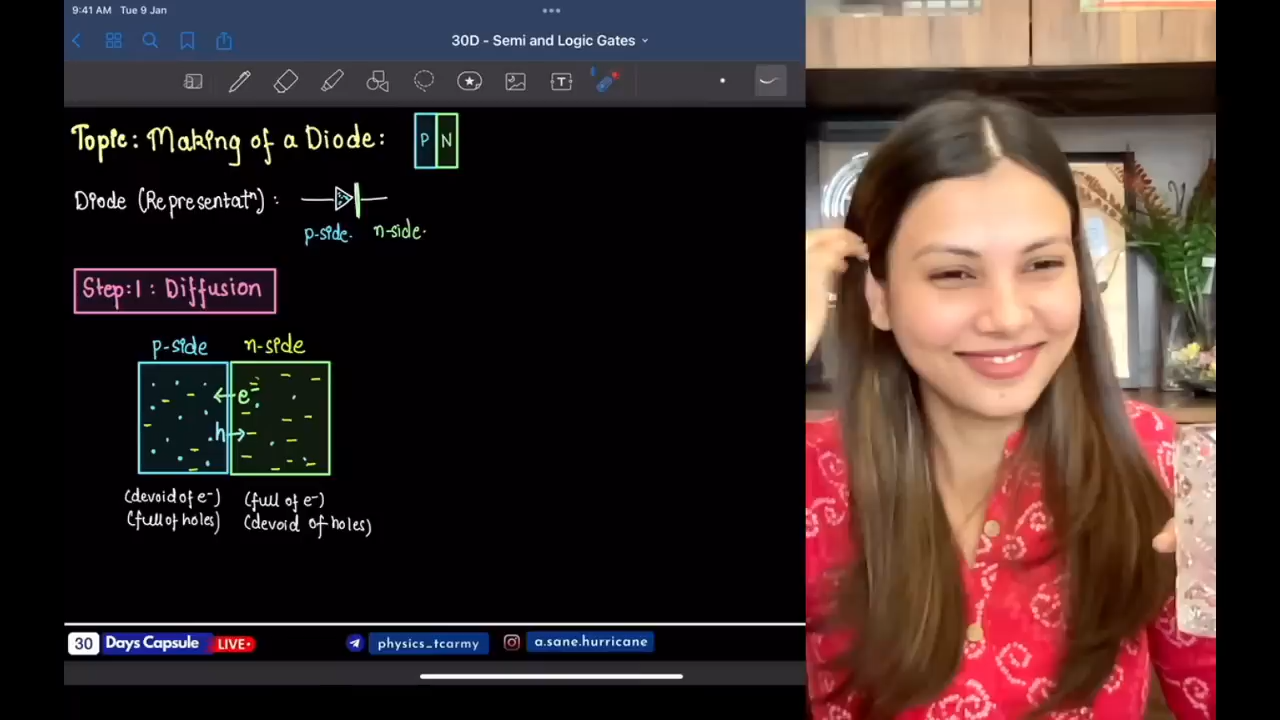 9:41 AM Tue 9 Jan
30D - Semi and Logic Gates
T
Topic: Making of a Diode: P N
Diode (Representatⁿ) :
p-side. n-side.
Step:1 : Diffusion
p-side n-side
e⁻
h
(devoid of e⁻) (full of e⁻)
(full of holes) (devoid of holes)
30 Days Capsule LIVE physics_tcarmy a.sane.hurricane